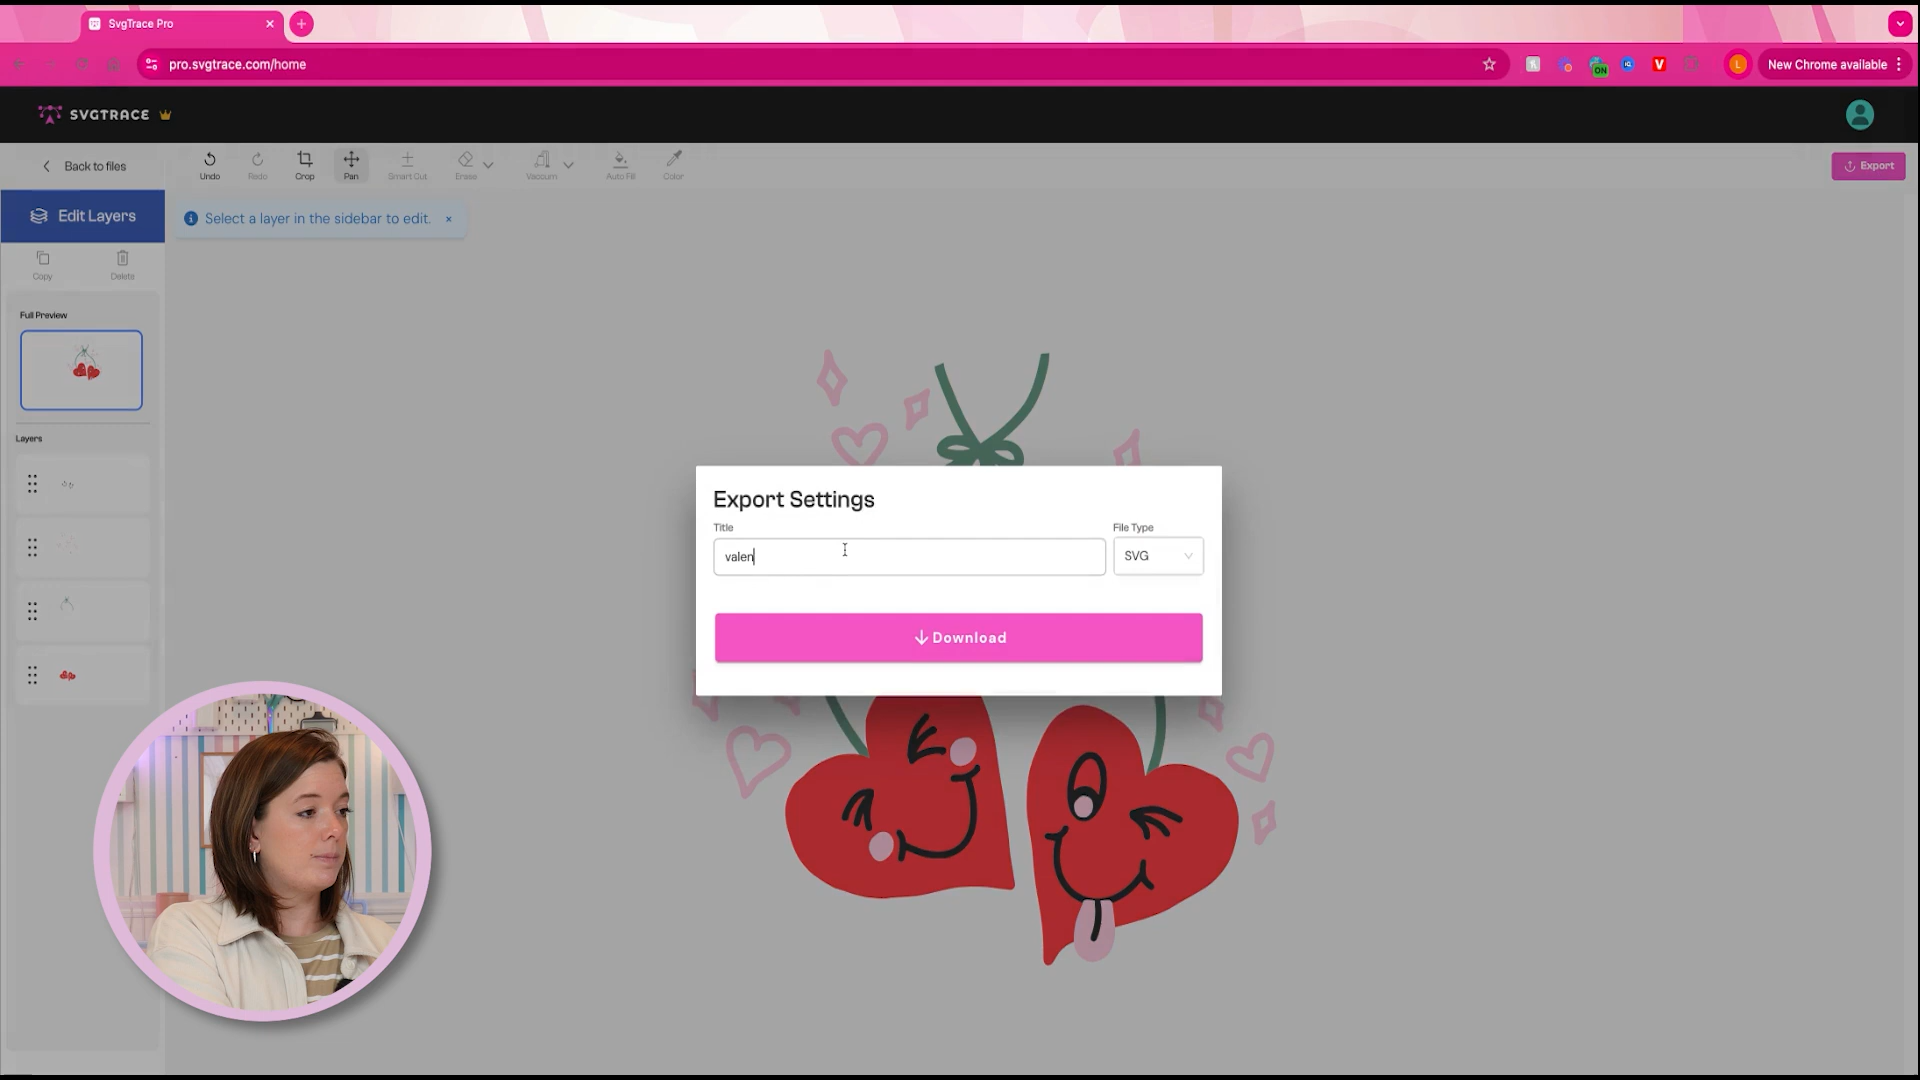 SvgTrace Pro
pro.svgtrace.com/home
ON
V
L
New Chrome available
SVGTRACE
Back to files
Undo
Redo
Crop
Pan
Smart Cut
Erase
Vacuum
Auto Fill
Color
Export
Edit Layers
Select a layer in the sidebar to edit.
Copy
Delete
Full Preview
Layers
Export Settings
Title
File Type
valen
SVG
Download